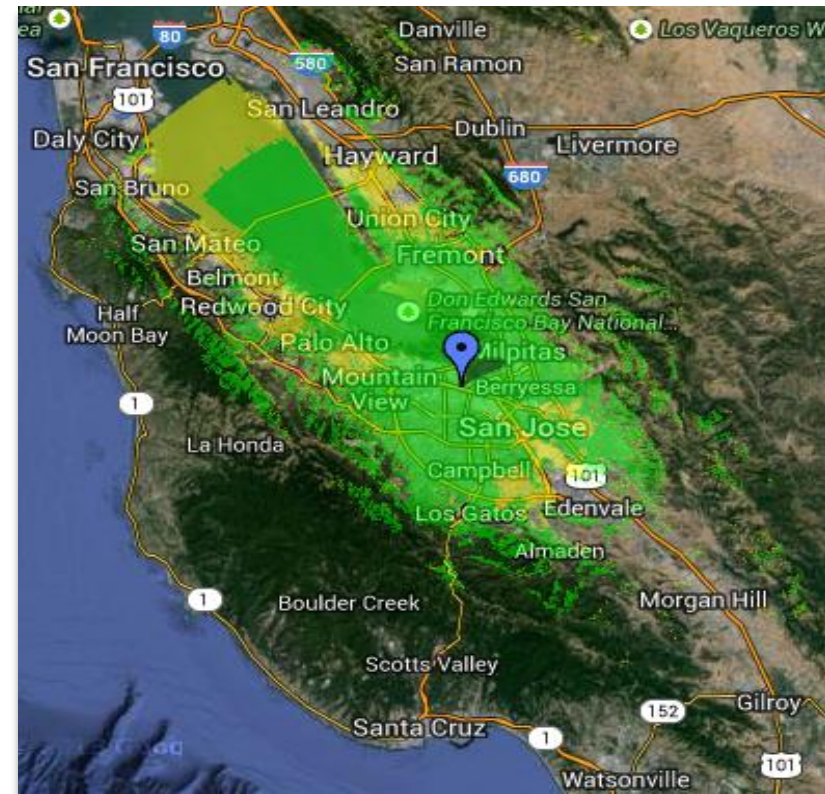 80
Danville
Los Vaqueros W
San Francisco
580
San Ramon
101
San Leandro
Daly City
Dublin
Livermore
Hayward
680
San Bruno
Union City
San Mateo
Fremont
Belmont
Redwood City
Don Edwards San
Francisco Bay National...
Half
Moon Bay
Palo Alto
Milpitas
Mountain
View
Berryessa
1
San Jose
La Honda
Campbell
101
Los Gatos
Edenvale
Almaden
1
Boulder Creek
Morgan Hill
Scotts Valley
152
Gilroy
Santa Cruz
1
101
Watsonville